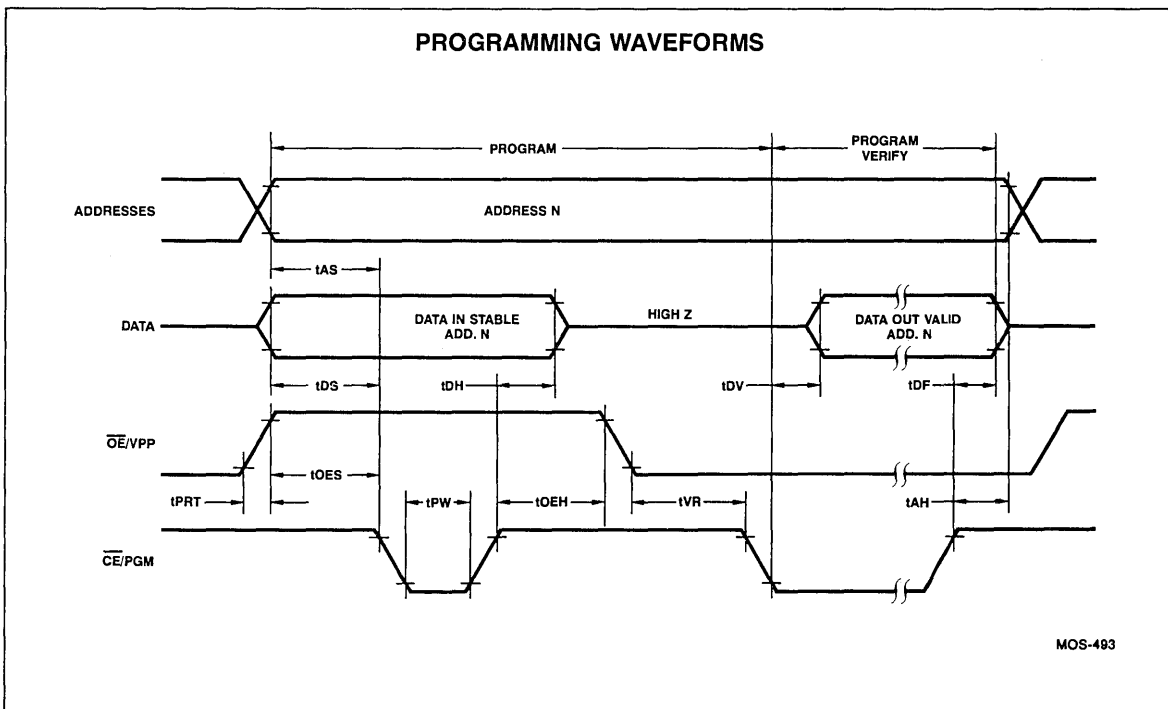 PROGRAMMING WAVEFORMS
PROGRAM
PROGRAM
VERIFY
ADDRESSES
ADDRESS N
tAS
DATA
DATA IN STABLE
ADD. N
HIGH Z
DATA OUT VALID
ADD. N
tDS
tDH
tDV
tDF
OE/VPP
tOES
tPRT
tPW
tOEH
tVR
tAH
CE/PGM
MOS-493